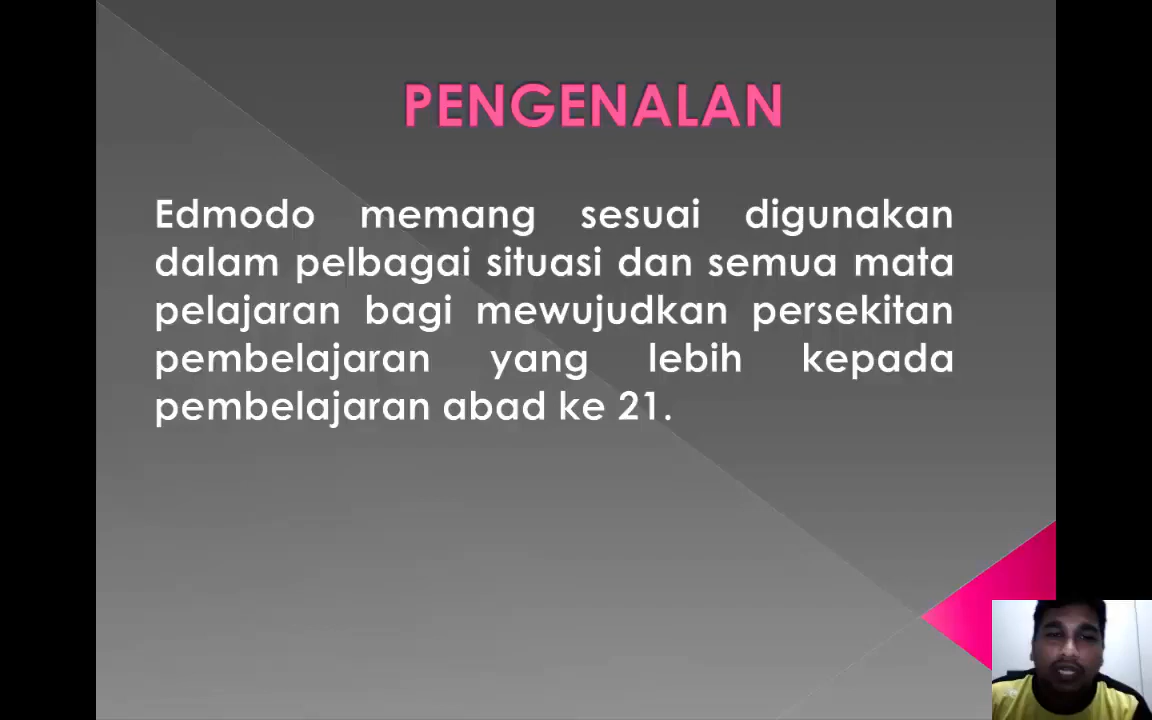 PENGENALAN
Edmodo memang sesuai digunakan
dalam pelbagai situasi dan semua mata
pelajaran bagi mewujudkan persekitan
pembelajaran yang lebih kepada
pembelajaran abad ke 21.